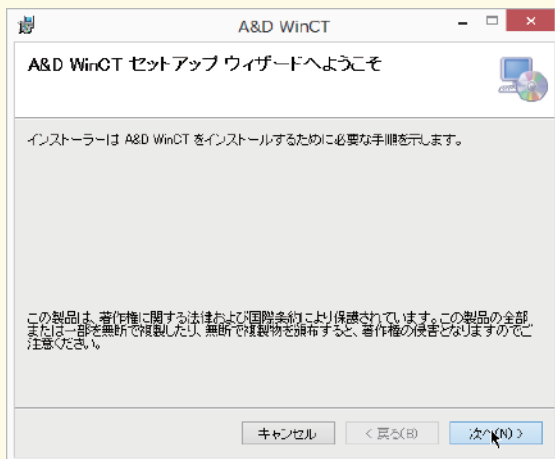 A&D WinCT
A&D WinCT セットアップ ウィザードへようこそ
インストーラーは A&D WinCT をインストールするために必要な手順を示します。
この製品は、著作権に関する法律および国際条約により保護されています。この製品の全部
または一部を無断で複製したり、無断で複製物を頒布すると、著作権の侵害となりますのでご
注意ください。
キャンセル
< 戻る(B)
次へ(N) >